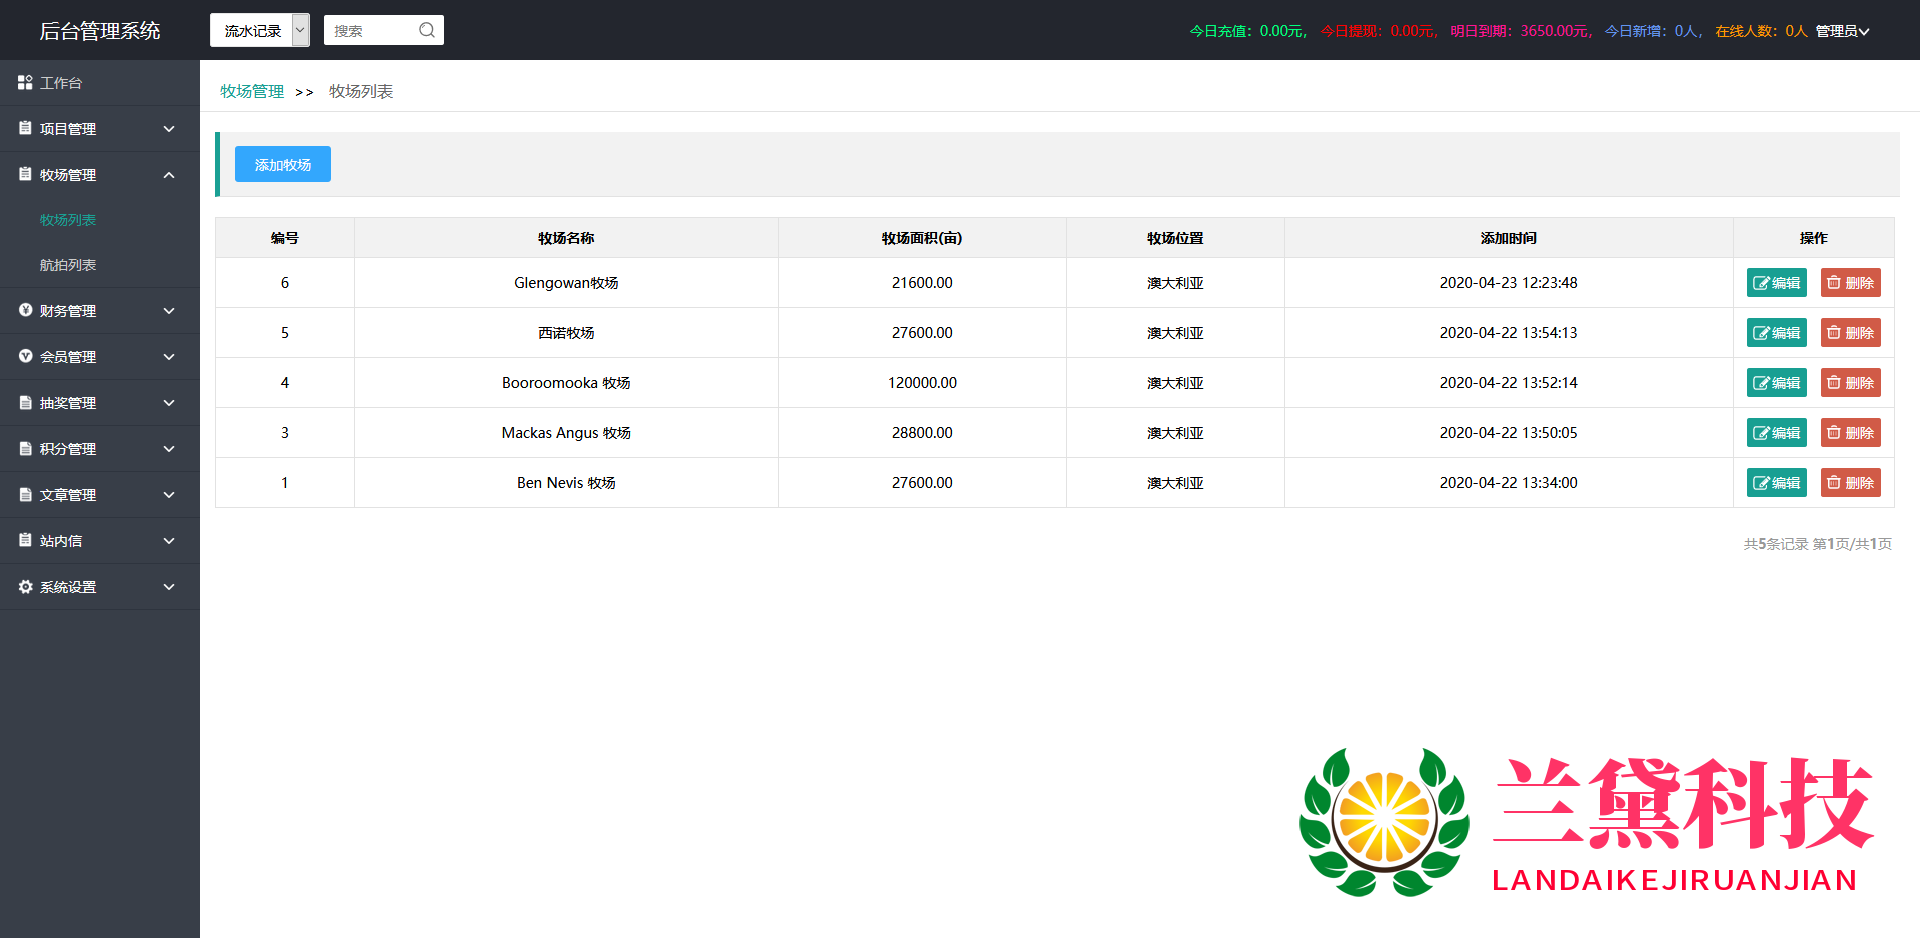 后台管理系统 流水记录 搜索 今日充值：0.00元， 今日提现：0.00元， 明日到期：3650.00元， 今日新增：0人， 在线人数：0人 管理员
工作台
项目管理
牧场管理
牧场列表
航拍列表
财务管理
会员管理
抽奖管理
积分管理
文章管理
站内信
系统设置
牧场管理 >> 牧场列表
添加牧场
编号 牧场名称 牧场面积(亩) 牧场位置 添加时间 操作
6 Glengowan牧场 21600.00 澳大利亚 2020-04-23 12:23:48 编辑 删除
5 西诺牧场 27600.00 澳大利亚 2020-04-22 13:54:13 编辑 删除
4 Booroomooka 牧场 120000.00 澳大利亚 2020-04-22 13:52:14 编辑 删除
3 Mackas Angus 牧场 28800.00 澳大利亚 2020-04-22 13:50:05 编辑 删除
1 Ben Nevis 牧场 27600.00 澳大利亚 2020-04-22 13:34:00 编辑 删除
共5条记录 第1页/共1页
兰黛科技
LANDAIKEJIRUANJIAN